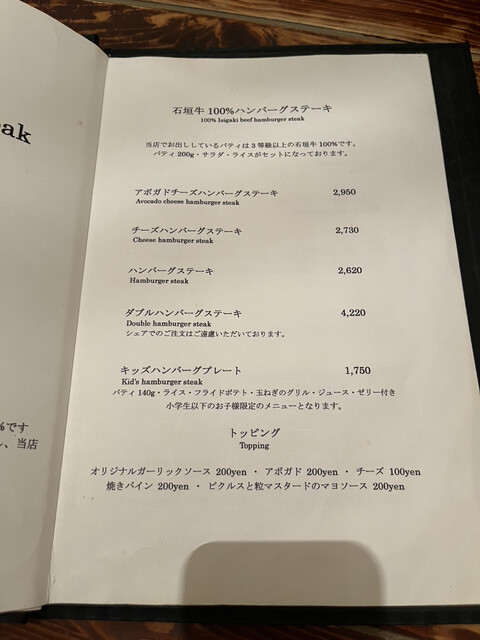 eak
%です
し、当店
石垣牛 100%ハンバーグステーキ
100% Isigaki beef hamburger steak
当店でお出ししているパティは3等級以上の石垣牛 100%です。
パティ 200g・サラダ・ライスがセットになっております。
アボガドチーズハンバーグステーキ 2,950
Avocado cheese hamburger steak
チーズハンバーグステーキ 2,730
Cheese hamburger steak
ハンバーグステーキ 2,620
Hamburger steak
ダブルハンバーグステーキ 4,220
Double hamburger steak
シェアでのご注文はご遠慮いただいております。
キッズハンバーグプレート 1,750
Kid's hamburger steak
パティ 140g・ライス・フライドポテト・玉ねぎのグリル・ジュース・ゼリー付き
小学生以下のお子様限定のメニューとなります。
トッピング
Topping
オリジナルガーリックソース 200yen ・ アボガド 200yen ・ チーズ 100yen
焼きパイン 200yen ・ ピクルスと粒マスタードのマヨソース 200yen